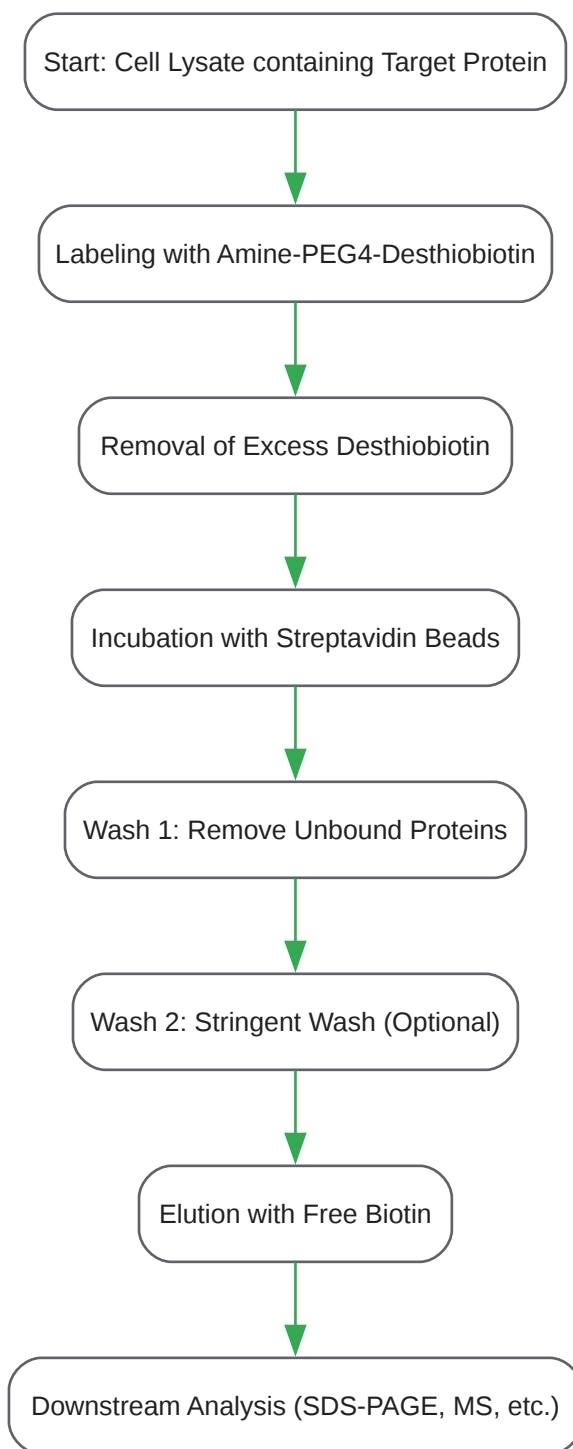 Start: Cell Lysate containing Target Protein
Labeling with Amine-PEG4-Desthiobiotin
Removal of Excess Desthiobiotin
Incubation with Streptavidin Beads
Wash 1: Remove Unbound Proteins
Wash 2: Stringent Wash (Optional)
Elution with Free Biotin
Downstream Analysis (SDS-PAGE, MS, etc.)